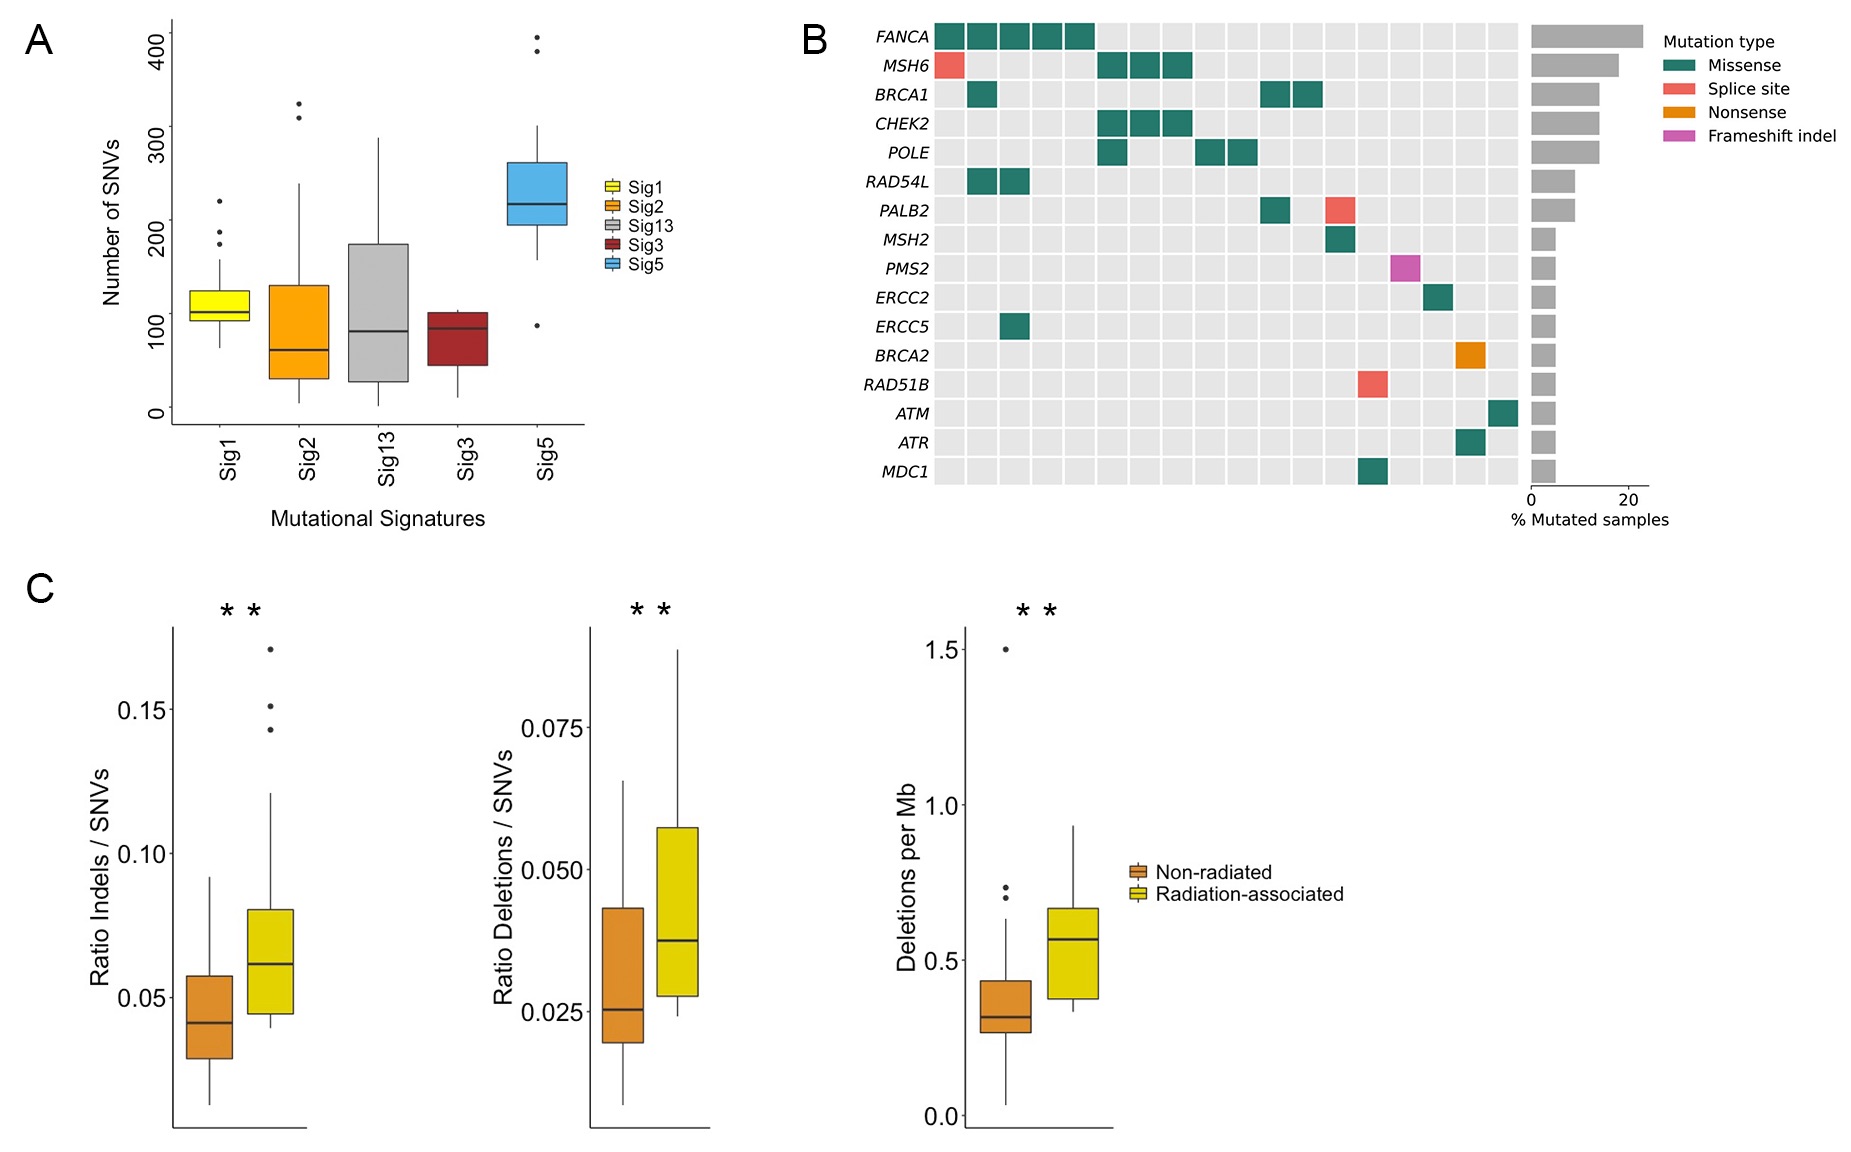 A
Number of SNVs
400
300
200
100
0
Sig1
Sig2
Sig13
Sig3
Sig5
Mutational Signatures
Sig1
Sig2
Sig13
Sig3
Sig5
B
FANCA
MSH6
BRCA1
CHEK2
POLE
RAD54L
PALB2
MSH2
PMS2
ERCC2
ERCC5
BRCA2
RAD51B
ATM
ATR
MDC1
0 20
% Mutated samples
Mutation type
Missense
Splice site
Nonsense
Frameshift indel
C
* *
Ratio Indels / SNVs
0.15
0.10
0.05
* *
Ratio Deletions / SNVs
0.075
0.050
0.025
* *
Deletions per Mb
1.5
1.0
0.5
0.0
Non-radiated
Radiation-associated